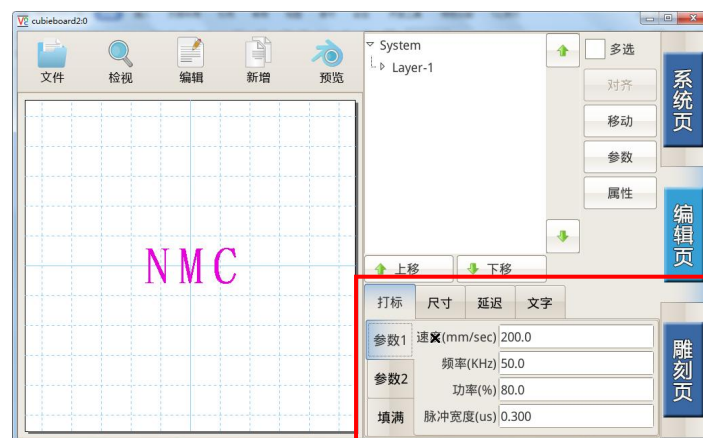 cubieboard2:0
文件 检视 编辑 新增 预览
System
Layer-1
多选
对齐
移动
参数
属性
上移 下移
系统页
编辑页
雕刻页
N M C
打标 尺寸 延迟 文字
参数1
参数2
填满
速度(mm/sec) 200.0
频率(KHz) 50.0
功率(%) 80.0
脉冲宽度(us) 0.300